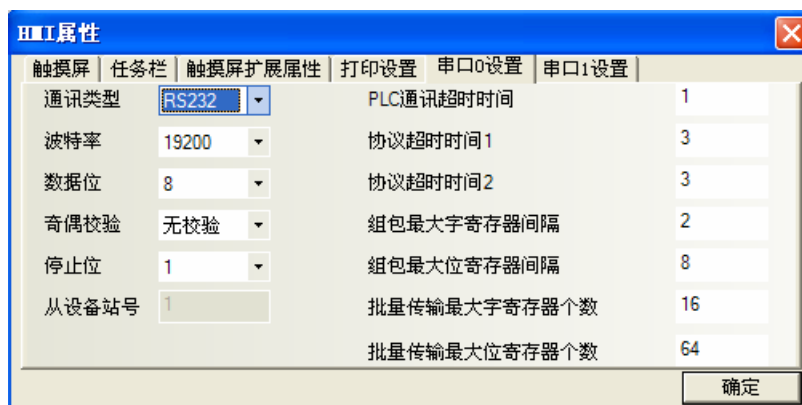 HMI属性
触摸屏 任务栏 触摸屏扩展属性 打印设置 串口0设置 串口1设置
通讯类型 RS232 PLC通讯超时时间 1
波特率 19200 协议超时时间1 3
数据位 8 协议超时时间2 3
奇偶校验 无校验 组包最大字寄存器间隔 2
停止位 1 组包最大位寄存器间隔 8
从设备站号 1 批量传输最大字寄存器个数 16
批量传输最大位寄存器个数 64
确定